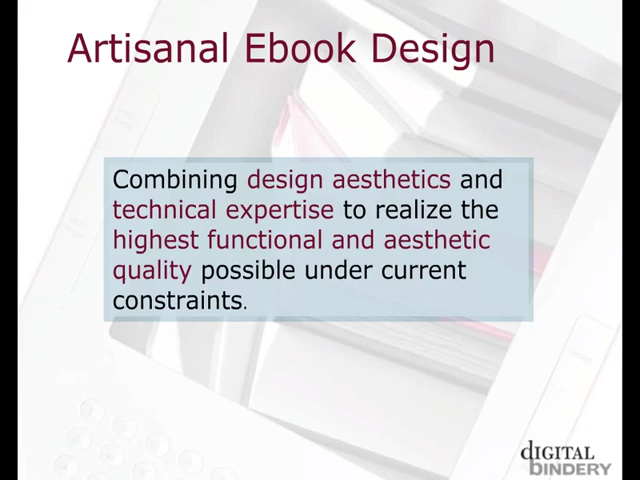 Artisanal Ebook Design
Combining design aesthetics and
technical expertise to realize the
highest functional and aesthetic
quality possible under current
constraints.
dIGITAL
bINDERY